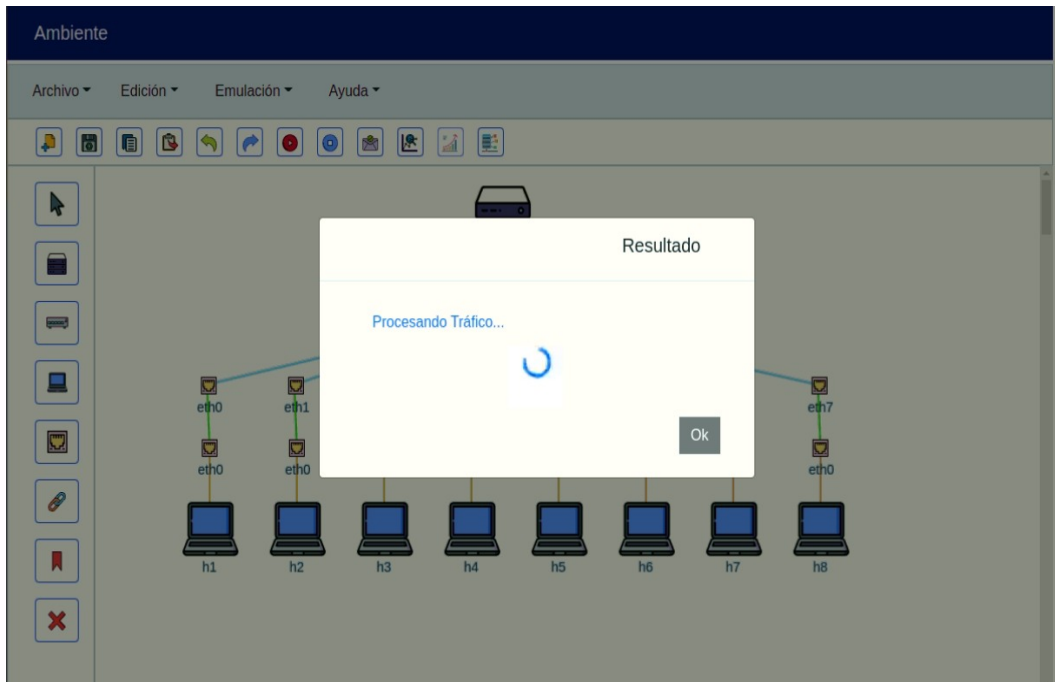 Ambiente
Archivo Edición Emulación Ayuda
Resultado
Procesando Tráfico...
eth0 eth1 eth7
Ok
eth0 eth0 eth0
h1 h2 h3 h4 h5 h6 h7 h8